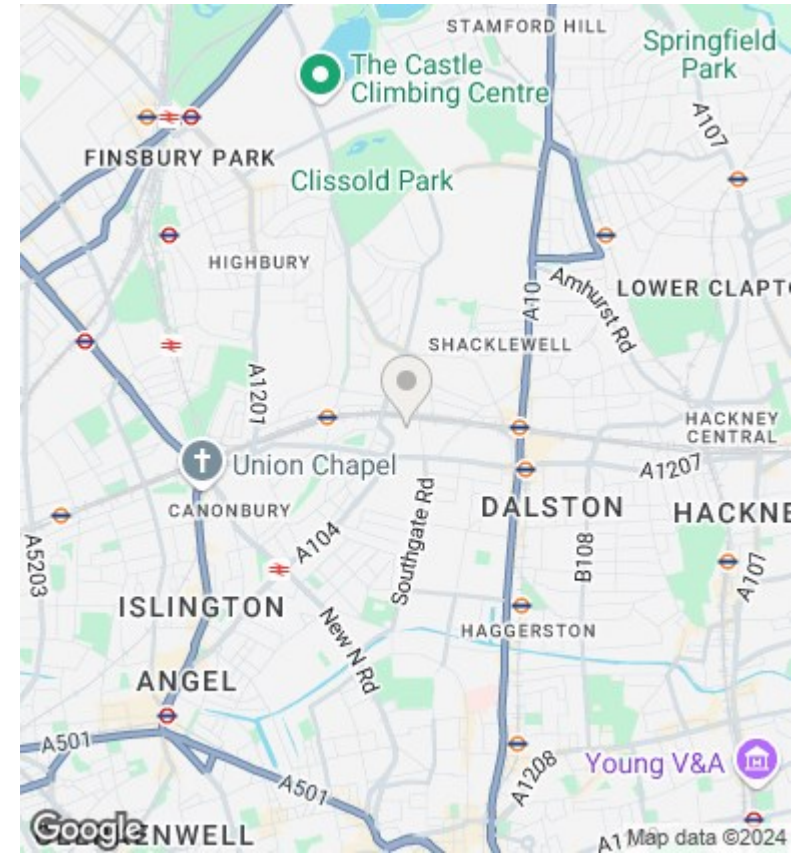 STAMFORD HILL
Springfield
Park
The Castle
Climbing Centre
A107
FINSBURY PARK
Clissold Park
HIGHBURY
A10
Amhurst Rd
LOWER CLAPTO
SHACKLEWELL
A1201
HACKNEY
CENTRAL
Union Chapel
A1207
CANONBURY
A104
Southgate Rd
DALSTON
HACKNE
A5203
B108
A107
ISLINGTON
New N Rd
HAGGERSTON
ANGEL
A501
A1208
Young V&A
A501
Google
ENWELL
Map data ©2024